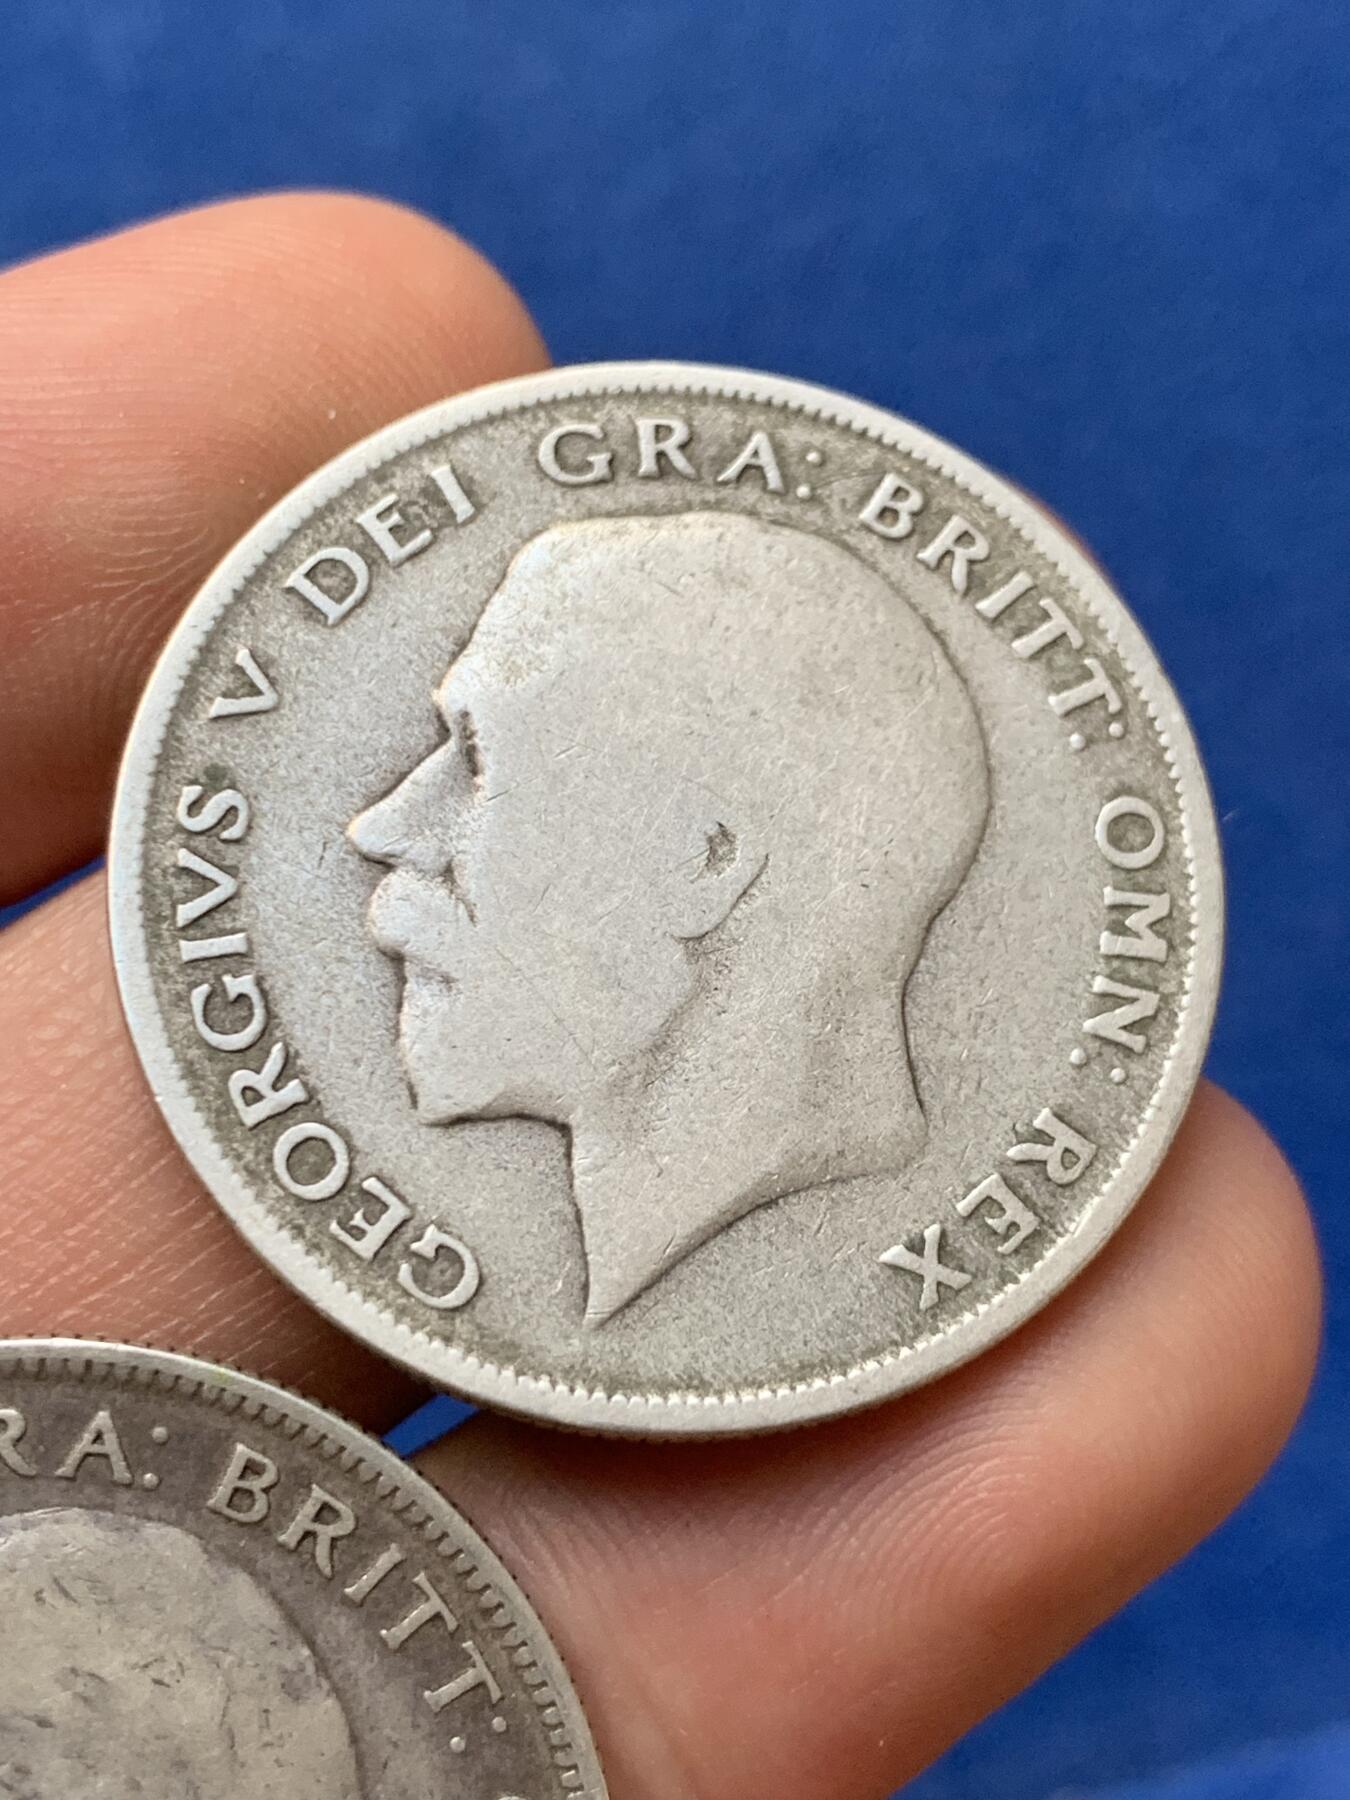 GEORGIVS V DEI GRA: BRITT: OMN: REX
RA: BRITT: